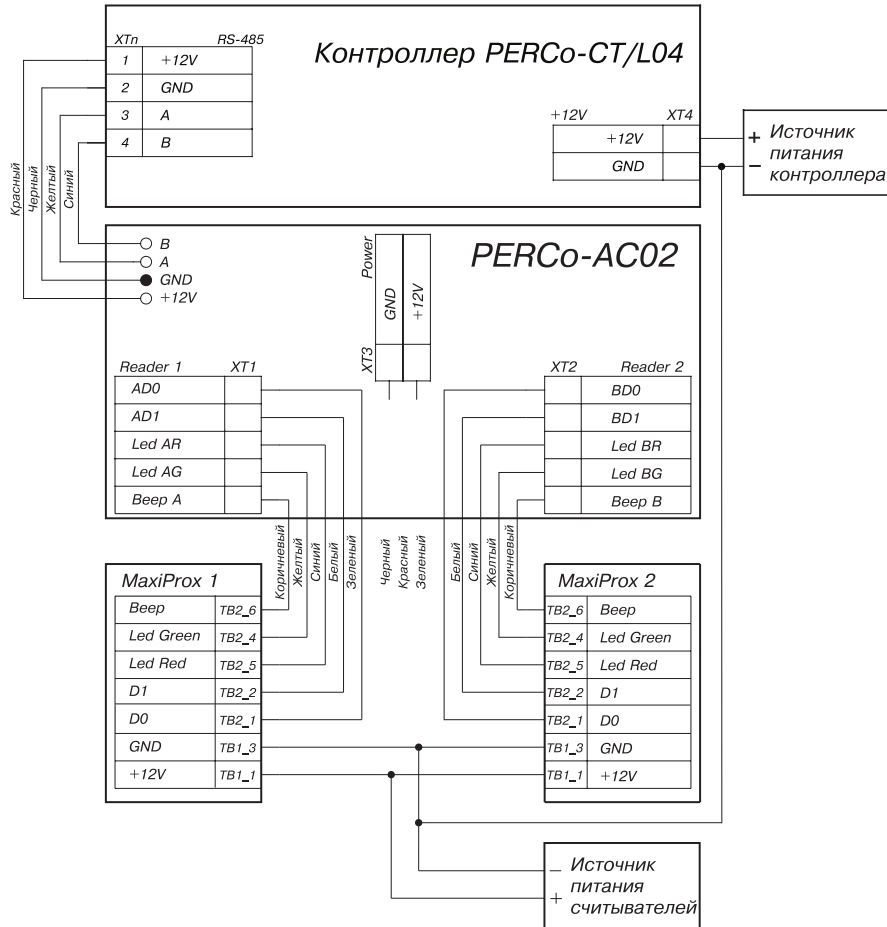 Контроллер PERCo-CT/L04
XTn RS-485
1 +12V
2 GND
3 A
4 B
+12V XT4
+12V
GND
+ Источник
− питания
контроллера
Красный
Черный
Желтый
Синий
PERCo-AC02
B
A
GND
+12V
Power
GND
+12V
XT3
Reader 1 XT1
AD0
AD1
Led AR
Led AG
Beep A
XT2 Reader 2
BD0
BD1
Led BR
Led BG
Beep B
Коричневый
Желтый
Синий
Белый
Зеленый
Черный
Красный
Зеленый
Белый
Синий
Желтый
Коричневый
MaxiProx 1
Beep TB2_6
Led Green TB2_4
Led Red TB2_5
D1 TB2_2
D0 TB2_1
GND TB1_3
+12V TB1_1
MaxiProx 2
TB2_6 Beep
TB2_4 Led Green
TB2_5 Led Red
TB2_2 D1
TB2_1 D0
TB1_3 GND
TB1_1 +12V
− Источник
питания
+ считывателей